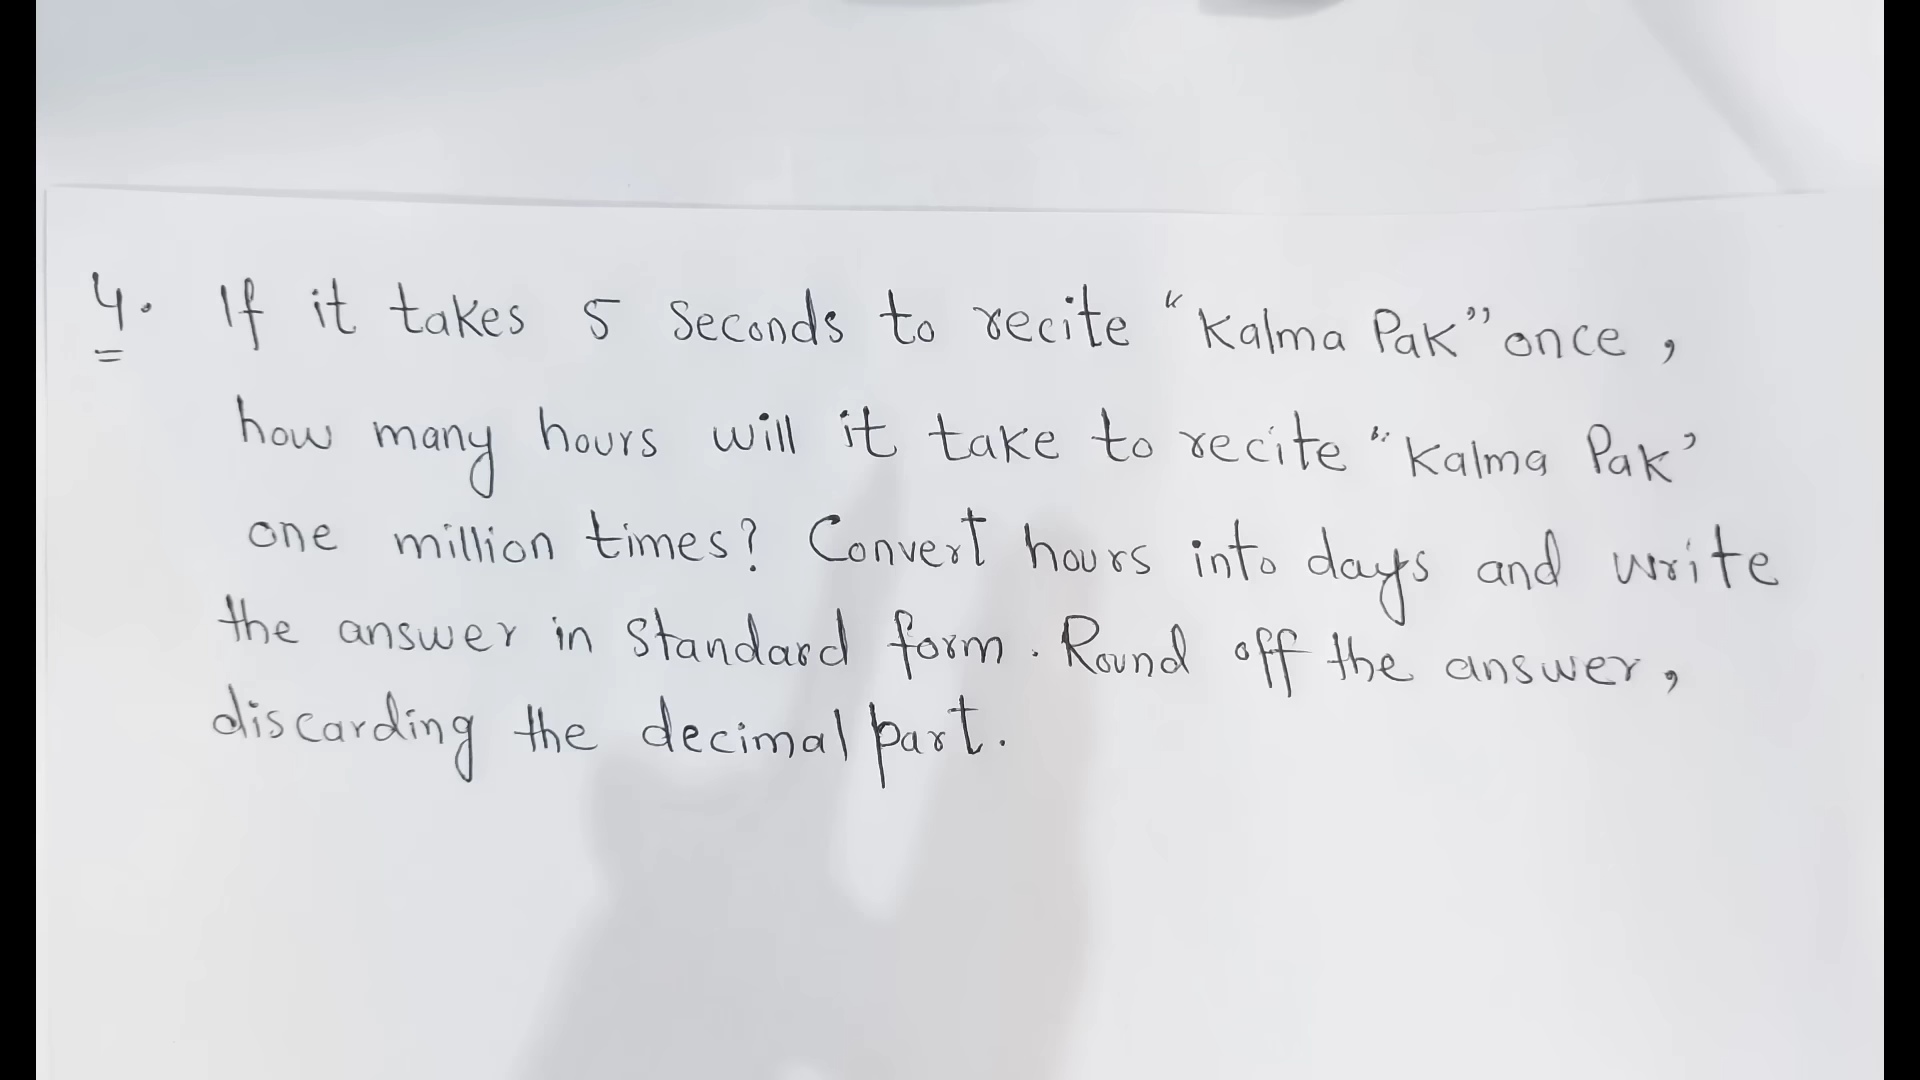 4. If it takes 5 seconds to recite "Kalma Pak" once,
how many hours will it take to recite "Kalma Pak'
one million times? Convert hours into days and write
the answer in standard form. Round off the answer,
discarding the decimal part.